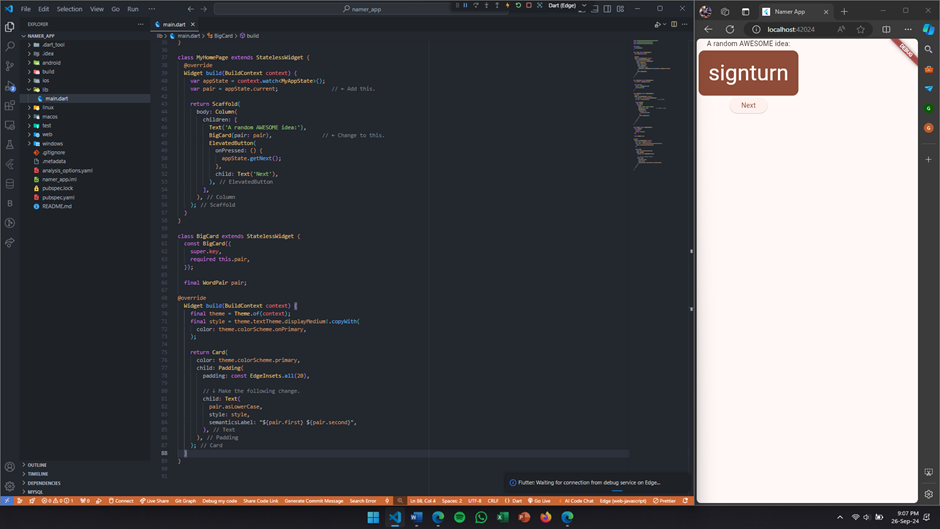 File Edit Selection View Go Run ···
namer_app
Dart (Edge)
EXPLORER
NAMER_APP
.dart_tool
.idea
android
build
ios
lib
main.dart
linux
macos
test
web
windows
.gitignore
.metadata
analysis_options.yaml
namer_app.iml
pubspec.lock
pubspec.yaml
README.md
OUTLINE
TIMELINE
DEPENDENCIES
MYSQL
main.dart
lib > main.dart > BigCard > build
}
class MyHomePage extends StatelessWidget {
@override
Widget build(BuildContext context) {
var appState = context.watch<MyAppState>();
var pair = appState.current; // ← Add this.
return Scaffold(
body: Column(
children: [
Text('A random AWESOME idea:'),
BigCard(pair: pair), // ← Change to this.
ElevatedButton(
onPressed: () {
appState.getNext();
},
child: Text('Next'),
), // ElevatedButton
],
), // Column
); // Scaffold
}
}
class BigCard extends StatelessWidget {
const BigCard({
super.key,
required this.pair,
});
final WordPair pair;
@override
Widget build(BuildContext context) {
final theme = Theme.of(context);
final style = theme.textTheme.displayMedium!.copyWith(
color: theme.colorScheme.onPrimary,
);
return Card(
color: theme.colorScheme.primary,
child: Padding(
padding: const EdgeInsets.all(20),
// ↓ Make the following change.
child: Text(
pair.asLowerCase,
style: style,
semanticsLabel: "${pair.first} ${pair.second}",
), // Text
), // Padding
); // Card
}
}
Flutter: Waiting for connection from debug service on Edge...
Connect Live Share Git Graph Debug my code Share Code Link Generate Commit Message Search Error Ln 88, Col 4 Spaces: 2 UTF-8 CRLF {} Dart Go Live AI Code Chat Edge (web-javascript) Prettier
Namer App
localhost:42024
A random AWESOME idea:
DEBUG
signturn
Next
9:07 PM
26-Sep-24